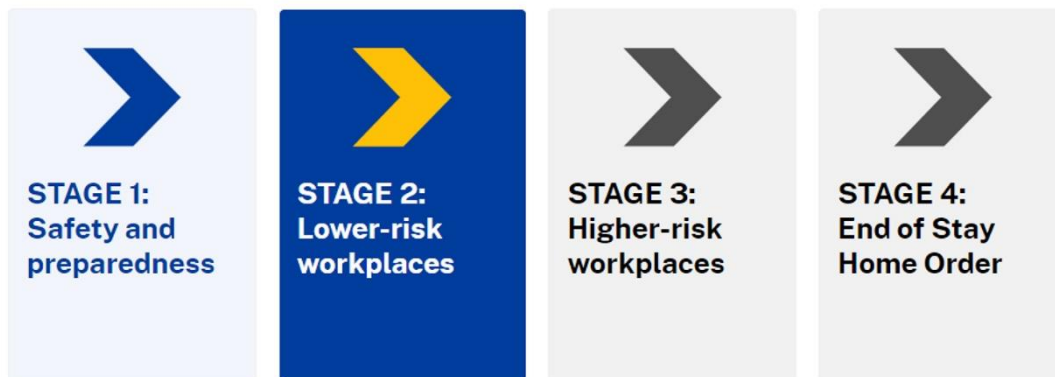 STAGE 1:
Safety and
preparedness
STAGE 2:
Lower-risk
workplaces
STAGE 3:
Higher-risk
workplaces
STAGE 4:
End of Stay
Home Order